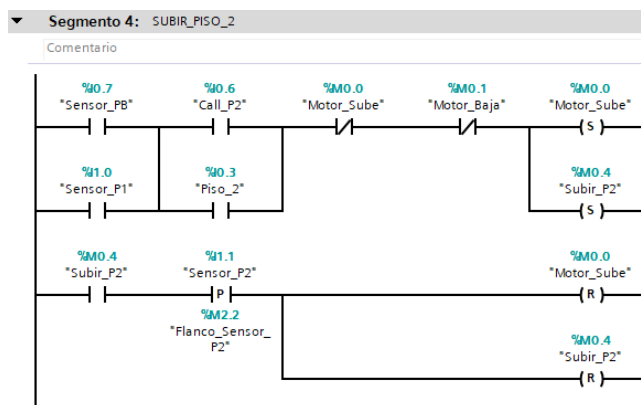 Segmento 4: SUBIR_PISO_2
Comentario
%I0.7 %I0.6 %M0.0 %M0.1 %M0.0
"Sensor_PB" "Call_P2" "Motor_Sube" "Motor_Baja" "Motor_Sube"
S
%I1.0 %I0.3 %M0.4
"Sensor_P1" "Piso_2" "Subir_P2"
S
%M0.4 %I1.1 %M0.0
"Subir_P2" "Sensor_P2" "Motor_Sube"
P R
%M2.2
"Flanco_Sensor_
P2"
%M0.4
"Subir_P2"
R